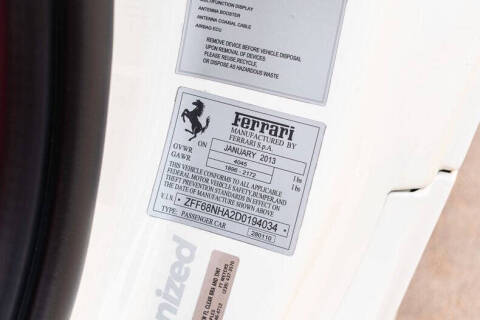 MULTIFUNCTION DISPLAY
ANTENNA BOOSTER
ANTENNA COAXIAL CABLE
AIRBAG ECU
REMOVE DEVICE BEFORE VEHICLE DISPOSAL
UPON REMOVAL OF DEVICES
PLEASE REUSE, RECYCLE,
OR DISPOSE AS HAZARDOUS WASTE
Ferrari
MANUFACTURED BY
FERRARI S.p.A.
ON JANUARY 2013
GVWR 4045 lbs
GAWR 1896 - 2172 lbs
THIS VEHICLE CONFORMS TO ALL APPLICABLE
FEDERAL MOTOR VEHICLE SAFETY, BUMPER, AND
THEFT PREVENTION STANDARDS IN EFFECT ON
THE DATE OF MANUFACTURE SHOWN ABOVE
V.I.N. ZFF68NHA2D0194034
TYPE: PASSENGER CAR 280110
nized